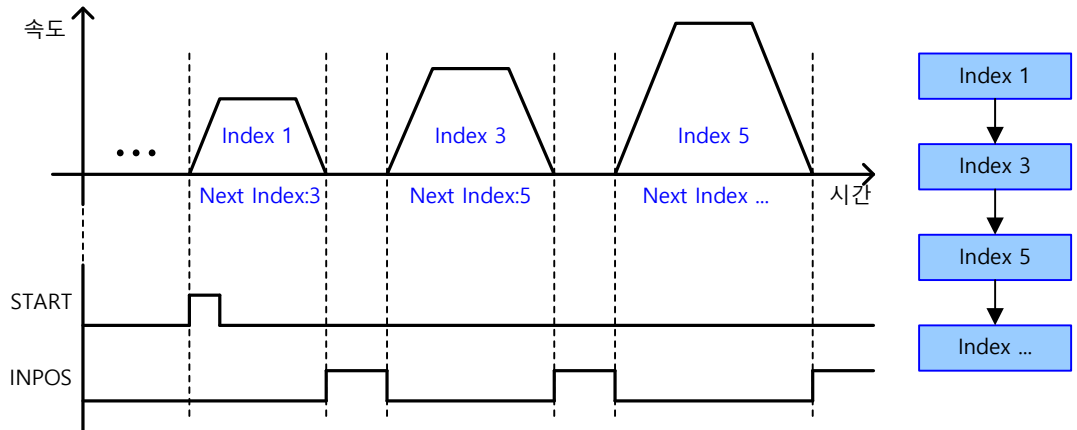 속도
Index 1
Index 3
Index 5
Next Index:3
Next Index:5
Next Index ...
시간
START
INPOS
Index 1
Index 3
Index 5
Index ...